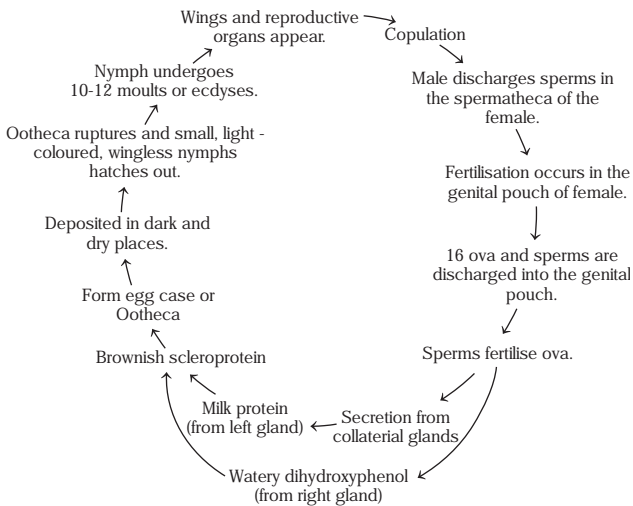 Wings and reproductive
organs appear.
Copulation
Male discharges sperms in
the spermatheca of the
female.
Fertilisation occurs in the
genital pouch of female.
16 ova and sperms are
discharged into the genital
pouch.
Sperms fertilise ova.
Secretion from
collaterial glands
Milk protein
(from left gland)
Watery dihydroxyphenol
(from right gland)
Brownish scleroprotein
Form egg case or
Ootheca
Deposited in dark and
dry places.
Ootheca ruptures and small, light -
coloured, wingless nymphs
hatches out.
Nymph undergoes
10-12 moults or ecdyses.